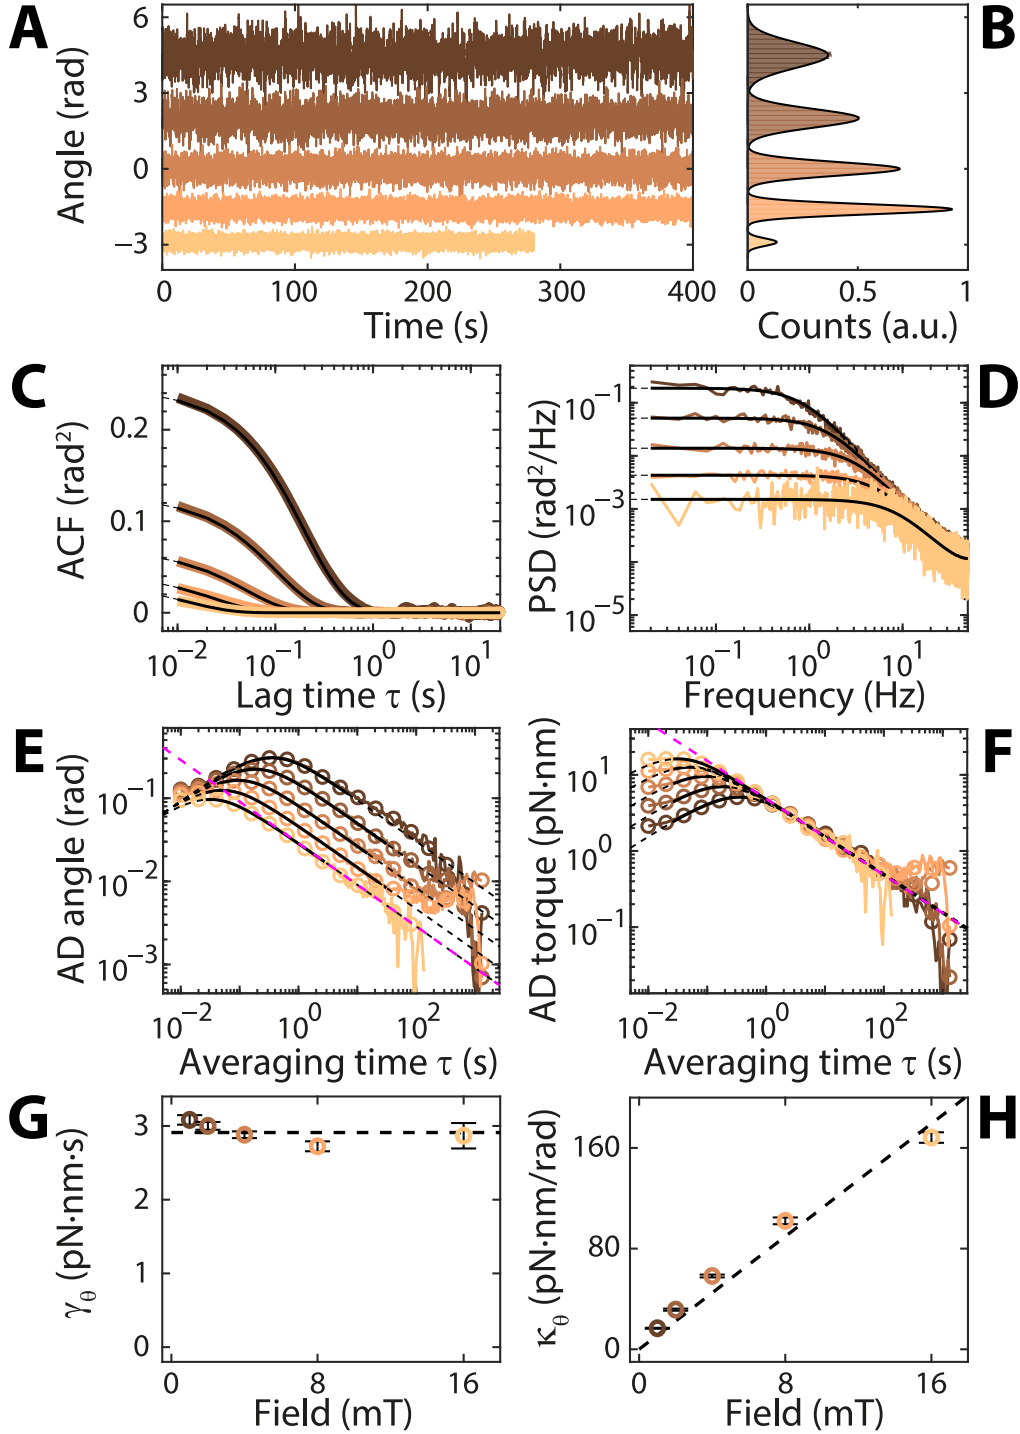 A
Angle (rad)
6
3
0
−3
0
100
200
300
400
Time (s)
B
0
0.5
1
Counts (a.u.)
C
ACF (rad²)
0.2
0.1
0
10⁻²
10⁻¹
10⁰
10¹
Lag time τ (s)
D
PSD (rad²/Hz)
10⁻¹
10⁻³
10⁻⁵
10⁻¹
10⁰
10¹
Frequency (Hz)
E
AD angle (rad)
10⁻¹
10⁻²
10⁻³
10⁻²
10⁰
10²
Averaging time τ (s)
F
AD torque (pN·nm)
10¹
10⁰
10⁻¹
10⁻²
10⁰
10²
Averaging time τ (s)
G
γθ (pN·nm·s)
3
2
1
0
0
8
16
Field (mT)
H
κθ (pN·nm/rad)
160
80
0
0
8
16
Field (mT)